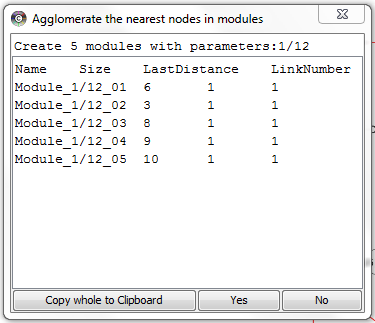 Agglomerate the nearest nodes in modules
Create 5 modules with parameters:1/12
Name Size LastDistance LinkNumber
Module_1/12_01 6 1 1
Module_1/12_02 3 1 1
Module_1/12_03 8 1 1
Module_1/12_04 9 1 1
Module_1/12_05 10 1 1
Copy whole to Clipboard Yes No